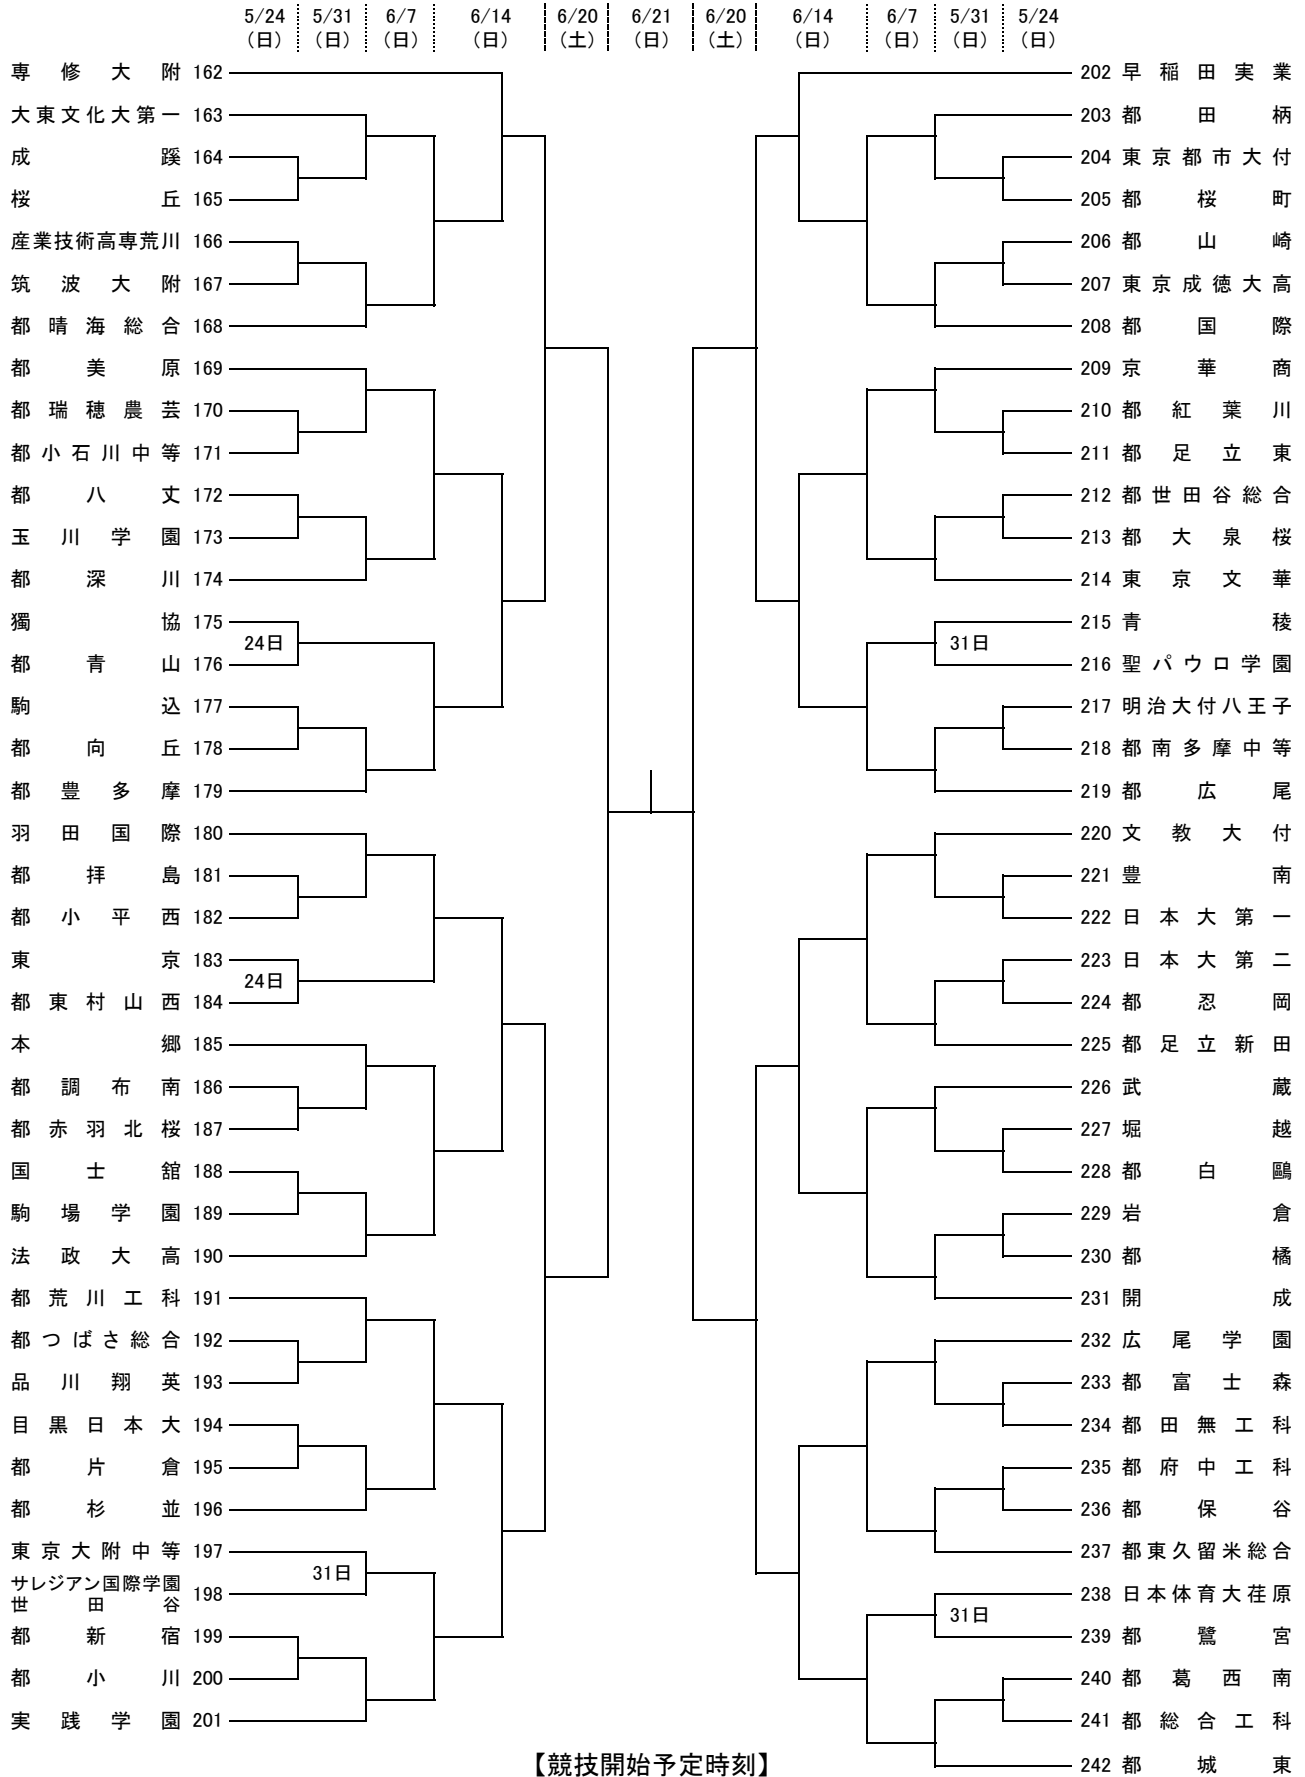 5/24 5/31 6/7 6/14 6/20 6/21 6/20 6/14 6/7 5/31 5/24
(日) (日) (日) (日) (土) (日) (土) (日) (日) (日) (日)
専修大附 162
大東文化大第一 163
成蹊 164
桜丘 165
産業技術高専荒川 166
筑波大附 167
都晴海総合 168
都美原 169
都瑞穂農芸 170
都小石川中等 171
都八丈 172
玉川学園 173
都深川 174
獨協 175
24日
都青山 176
駒込 177
都向丘 178
都豊多摩 179
羽田国際 180
都拝島 181
都小平西 182
東京 183
24日
都東村山西 184
本郷 185
都調布南 186
都赤羽北桜 187
国士舘 188
駒場学園 189
法政大高 190
都荒川工科 191
都つばさ総合 192
品川翔英 193
目黒日本大 194
都片倉 195
都杉並 196
東京大附中等 197
31日
サレジアン国際学園
世田谷 198
都新宿 199
都小川 200
実践学園 201
202 早稲田実業
203 都田柄
204 東京都市大付
205 都桜町
206 都山崎
207 東京成徳大高
208 都国際
209 京華商
210 都紅葉川
211 都足立東
212 都世田谷総合
213 都大泉桜
214 東京文華
215 青稜
31日
216 聖パウロ学園
217 明治大付八王子
218 都南多摩中等
219 都広尾
220 文教大付
221 豊南
222 日本大第一
223 日本大第二
224 都忍岡
225 都足立新田
226 武蔵
227 堀越
228 都白鷗
229 岩倉
230 都橘
231 開成
232 広尾学園
233 都富士森
234 都田無工科
235 都府中工科
236 都保谷
237 都東久留米総合
238 日本体育大荏原
31日
239 都鷺宮
240 都葛西南
241 都総合工科
242 都城東
【競技開始予定時刻】